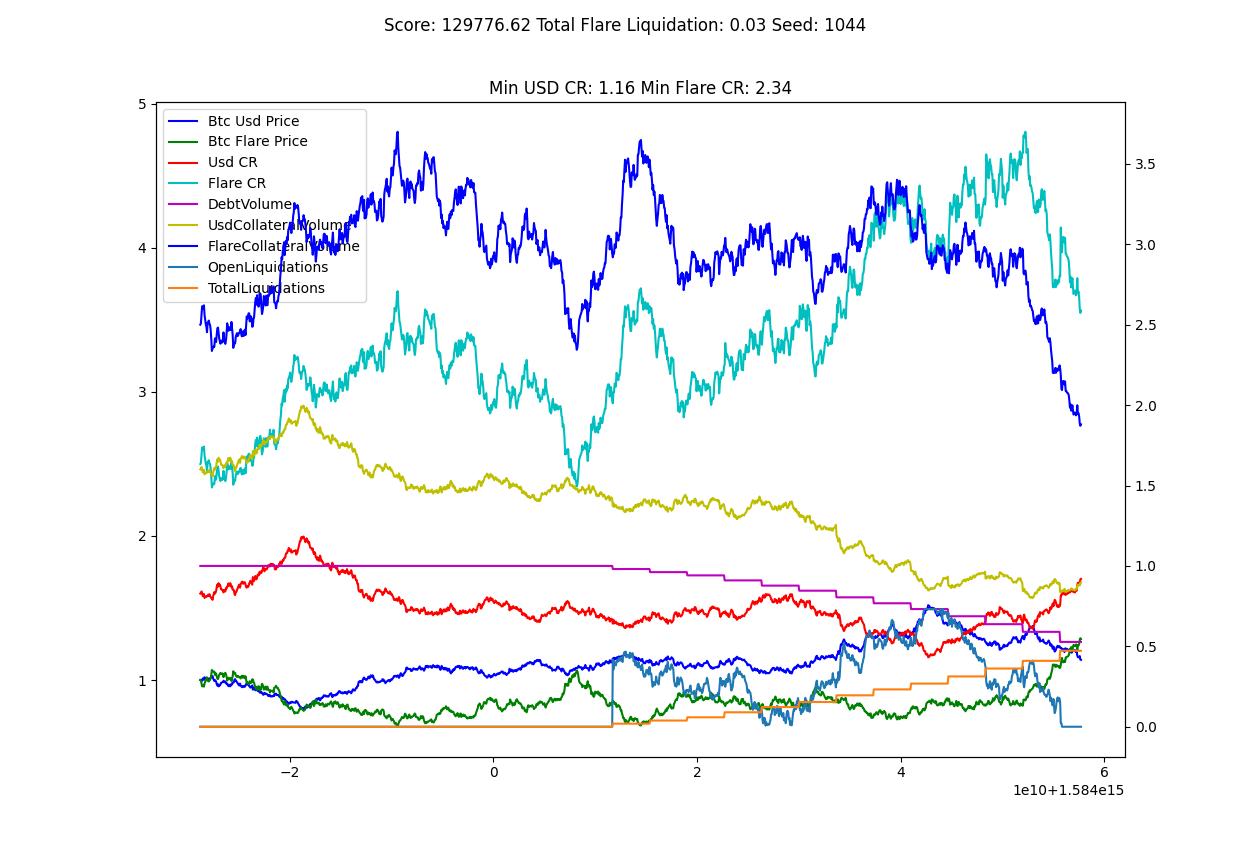 Score: 129776.62 Total Flare Liquidation: 0.03 Seed: 1044
Min USD CR: 1.16 Min Flare CR: 2.34
Btc Usd Price
Btc Flare Price
Usd CR
Flare CR
DebtVolume
UsdCollateralVolume
FlareCollateralVolume
OpenLiquidations
TotalLiquidations
5
4
3
2
1
3.5
3.0
2.5
2.0
1.5
1.0
0.5
0.0
−2
0
2
4
6
1e10+1.584e15